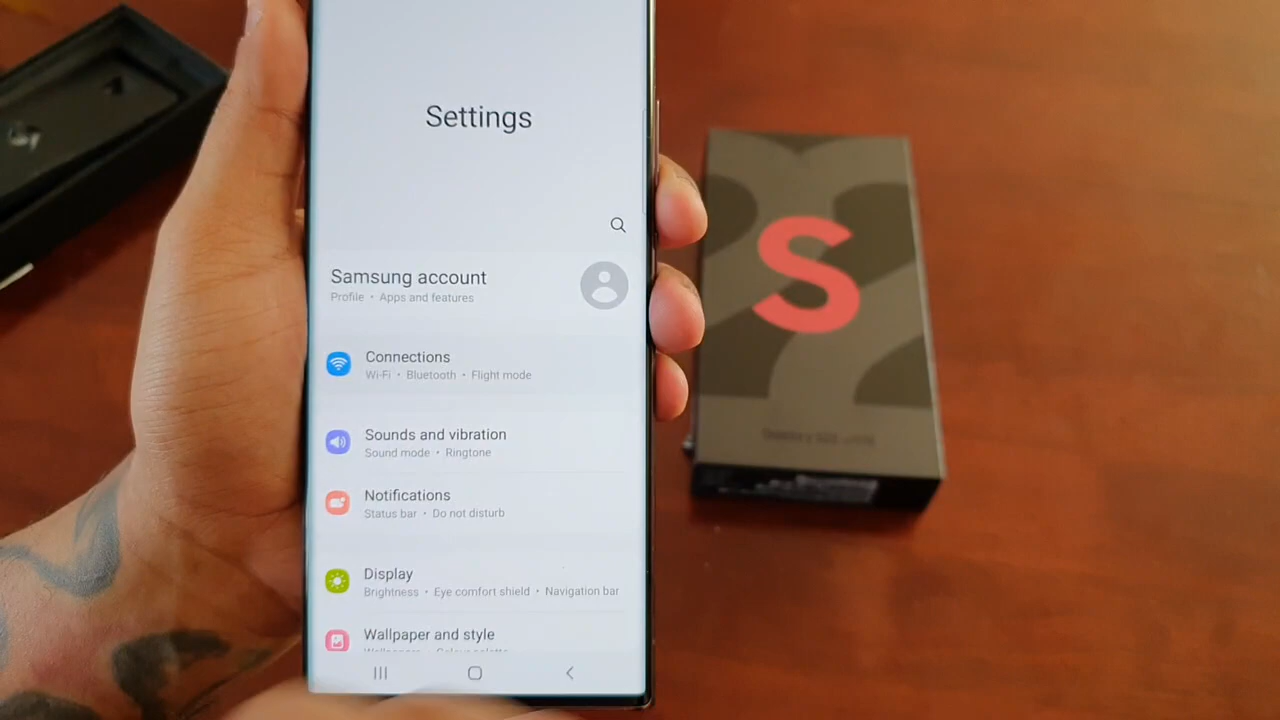 Settings
Samsung account
Profile • Apps and features
Connections
Wi-Fi • Bluetooth • Flight mode
Sounds and vibration
Sound mode • Ringtone
Notifications
Status bar • Do not disturb
Display
Brightness • Eye comfort shield • Navigation bar
Wallpaper and style
S
22